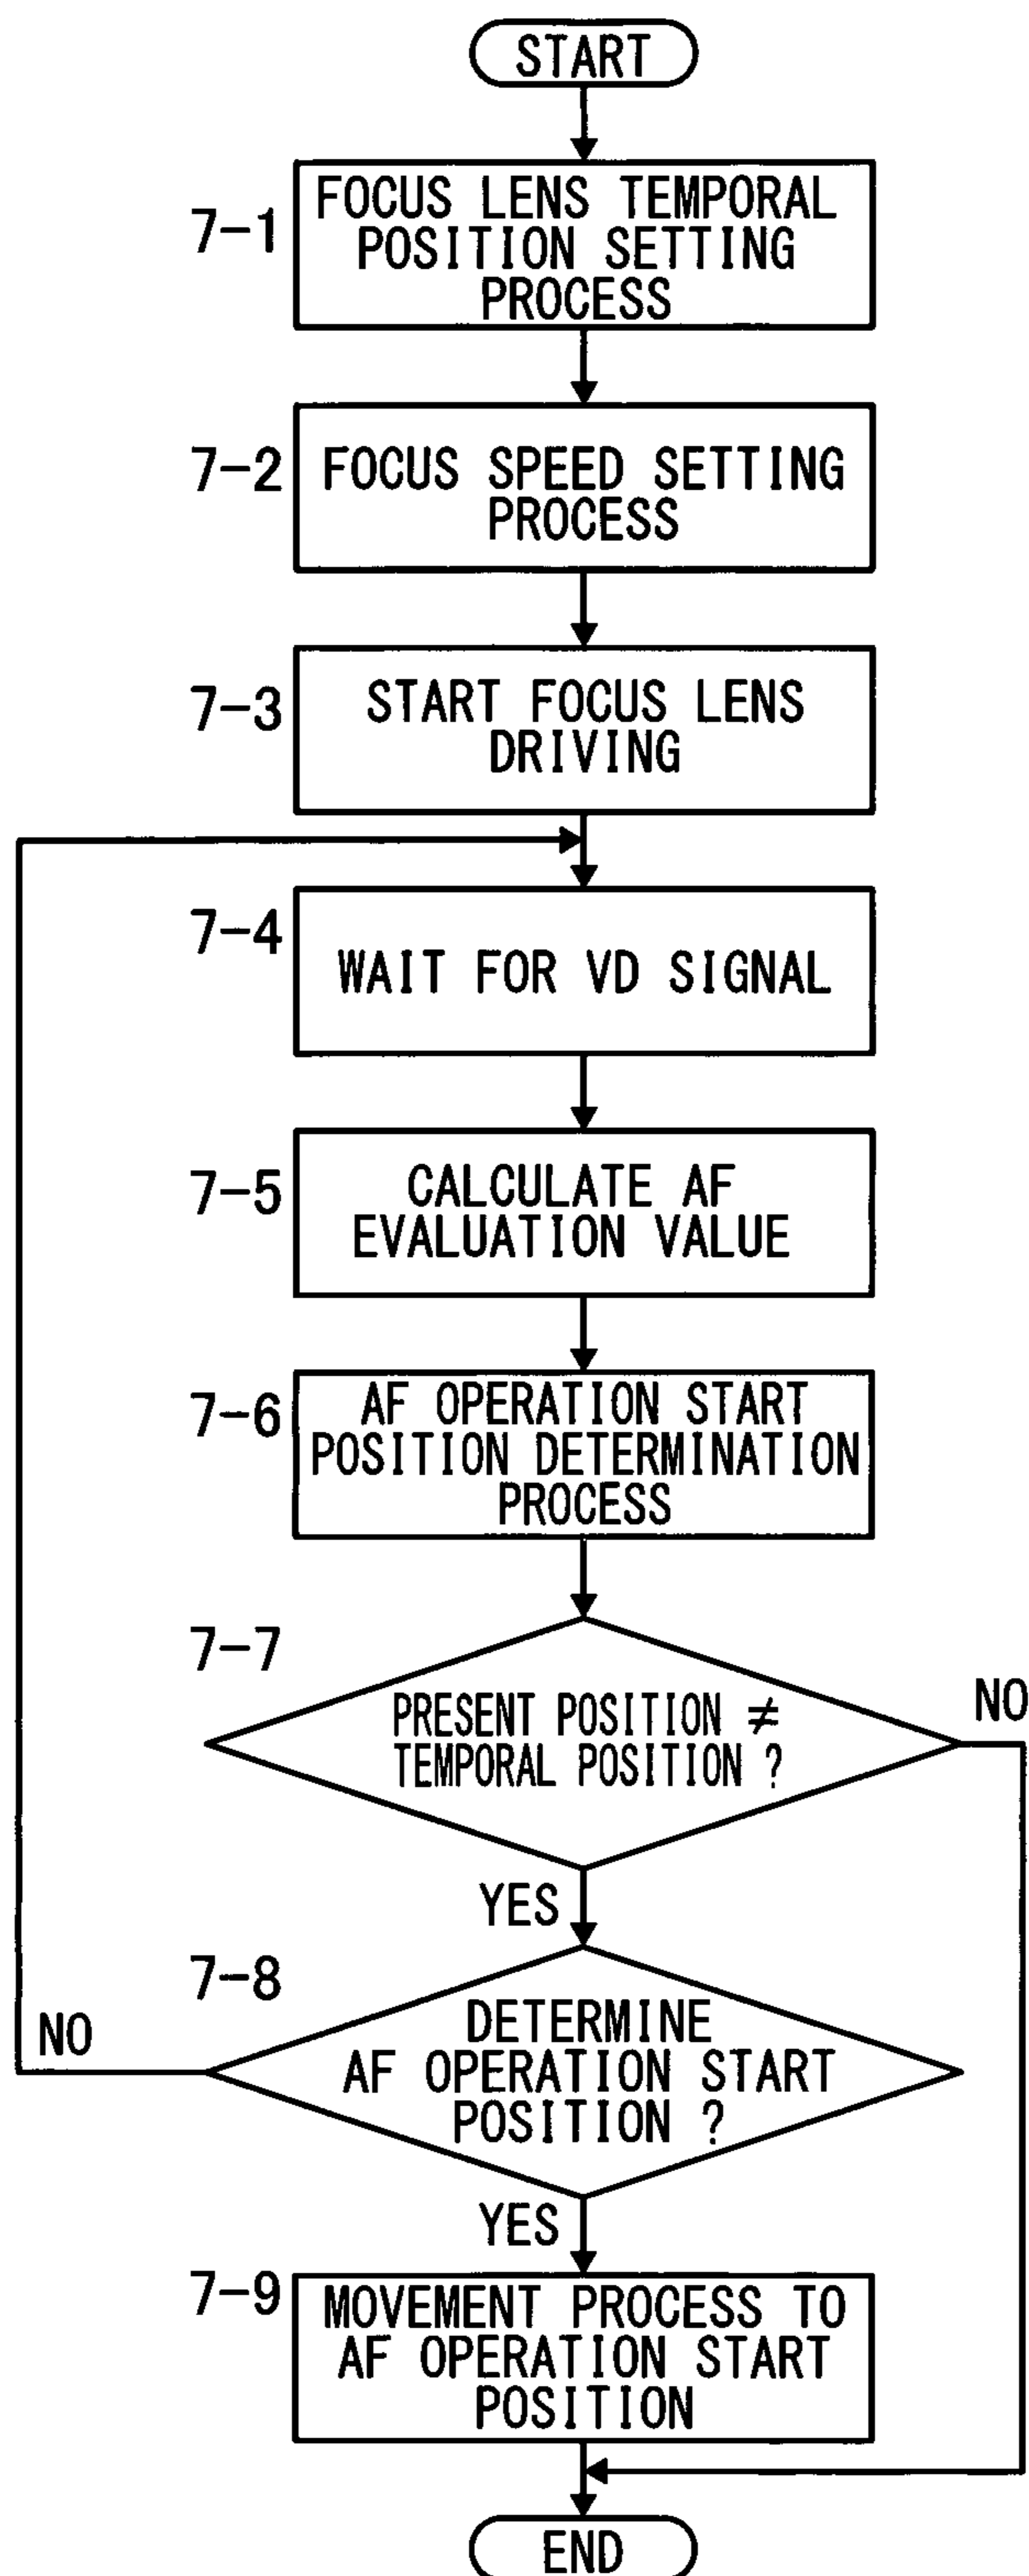 START
7-1
FOCUS LENS TEMPORAL
POSITION SETTING
PROCESS
7-2
FOCUS SPEED SETTING
PROCESS
7-3
START FOCUS LENS
DRIVING
7-4
WAIT FOR VD SIGNAL
7-5
CALCULATE AF
EVALUATION VALUE
7-6
AF OPERATION START
POSITION DETERMINATION
PROCESS
7-7
PRESENT POSITION ≠
TEMPORAL POSITION ?
NO
YES
7-8
DETERMINE
AF OPERATION START
POSITION ?
NO
YES
7-9
MOVEMENT PROCESS TO
AF OPERATION START
POSITION
END